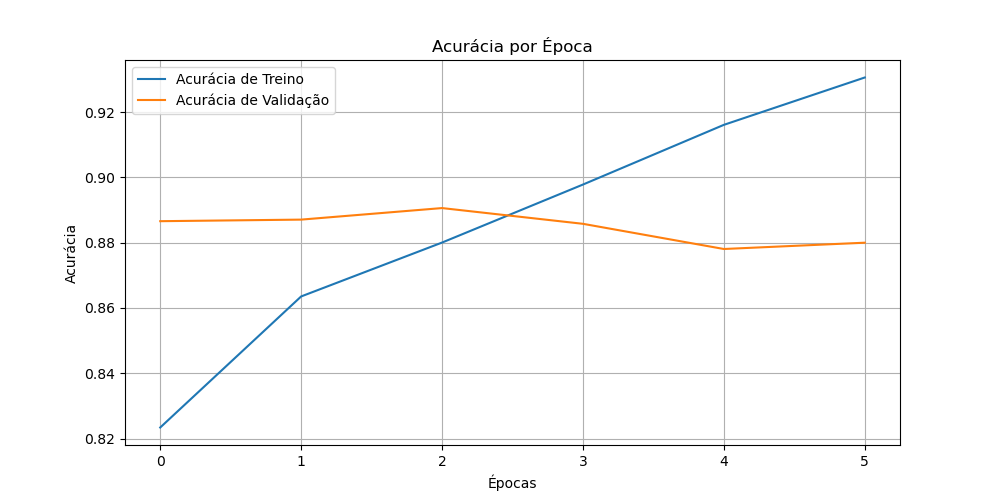 Acurácia por Época
Acurácia de Treino
Acurácia de Validação
Acurácia
0.92
0.90
0.88
0.86
0.84
0.82
0 1 2 3 4 5
Épocas